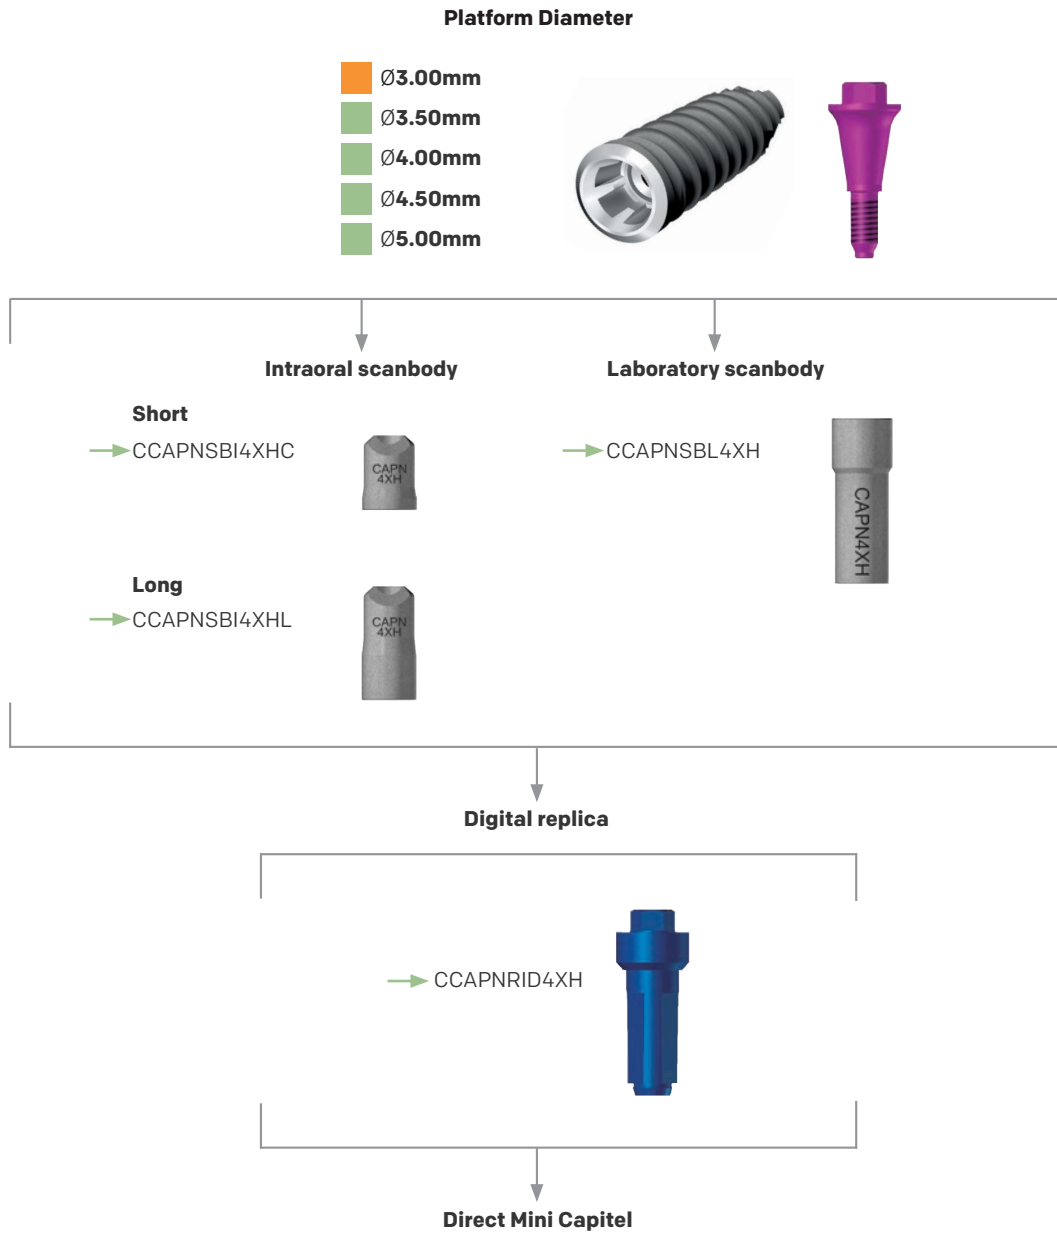 Platform Diameter
Ø3.00mm
Ø3.50mm
Ø4.00mm
Ø4.50mm
Ø5.00mm
Intraoral scanbody
Laboratory scanbody
Short
CCAPNSBI4XHC
CAPN
4XH
CCAPNSBL4XH
CAPN4XH
Long
CCAPNSBI4XHL
CAPN
4XH
Digital replica
CCAPNRID4XH
Direct Mini Capitel